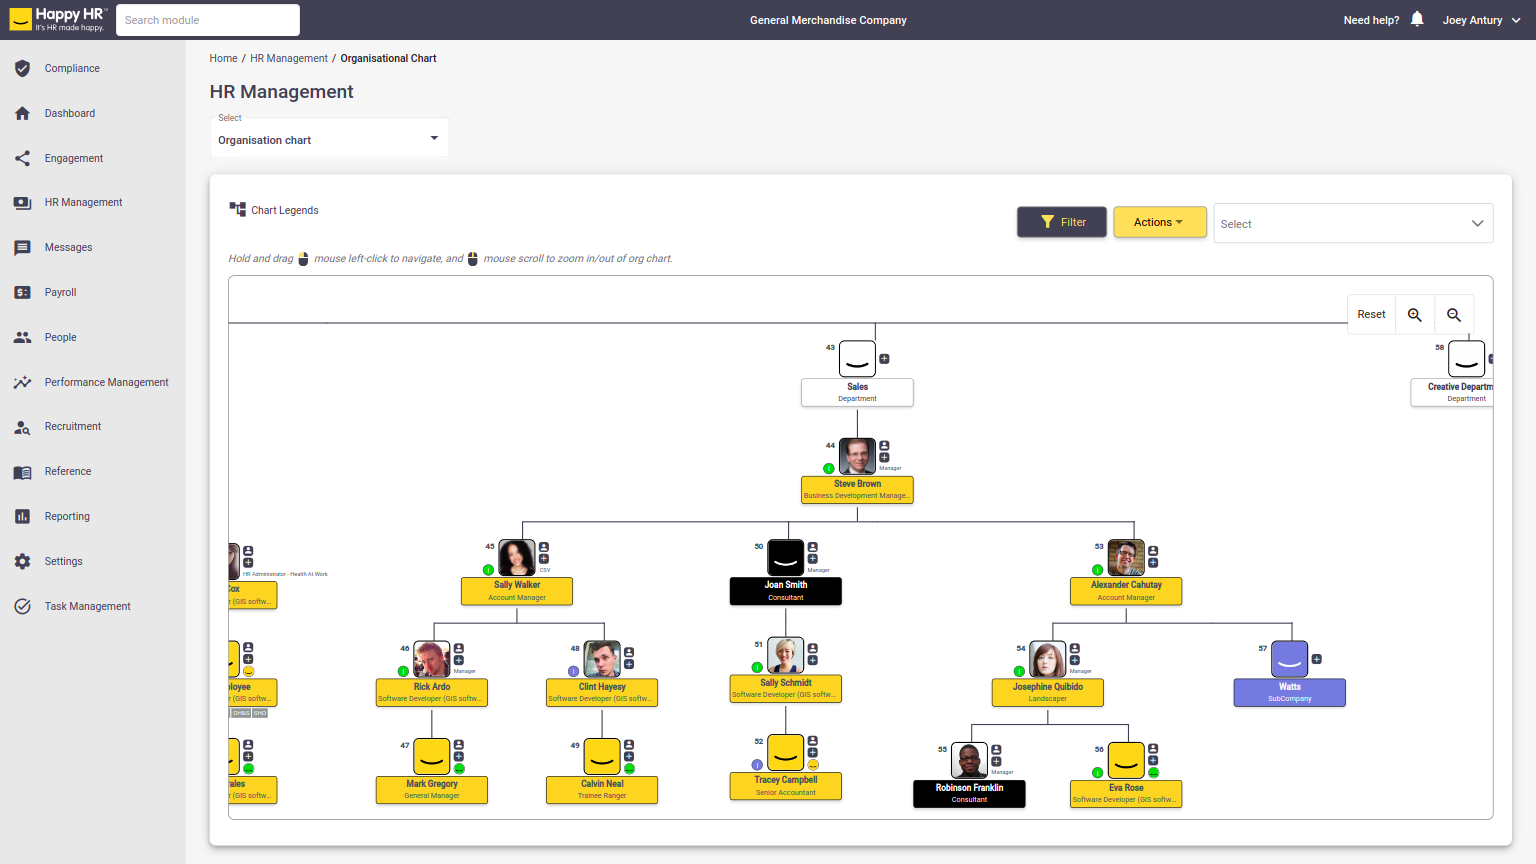 Happy HR™
It's HR made happy.
Search module
General Merchandise Company
Need help?
Joey Antury
Compliance
Dashboard
Engagement
HR Management
Messages
Payroll
People
Performance Management
Recruitment
Reference
Reporting
Settings
Task Management
Home / HR Management / Organisational Chart
HR Management
Select
Organisation chart
Chart Legends
Filter
Actions
Select
Hold and drag mouse left-click to navigate, and mouse scroll to zoom in/out of org chart.
Reset
43
Sales
Department
58
Creative Departm
Department
44
Manager
Steve Brown
Business Development Manage...
HR Administrator - Health At Work
Cox
r (GIS softw...
45
CSV
Sally Walker
Account Manager
50
Manager
Joan Smith
Consultant
53
Alexander Cahutay
Account Manager
ployee
r (GIS softw...
OH&S
SHO
46
Manager
Rick Ardo
Software Developer (GIS softw...
48
Clint Hayesy
Software Developer (GIS softw...
51
Sally Schmidt
Software Developer (GIS softw...
54
Manager
Josephine Quibido
Landscaper
57
Watts
SubCompany
rales
r (GIS softw...
47
Mark Gregory
General Manager
49
Calvin Neal
Trainee Ranger
52
Tracey Campbell
Senior Accountant
55
Manager
Robinson Franklin
Consultant
56
Eva Rose
Software Developer (GIS softw...